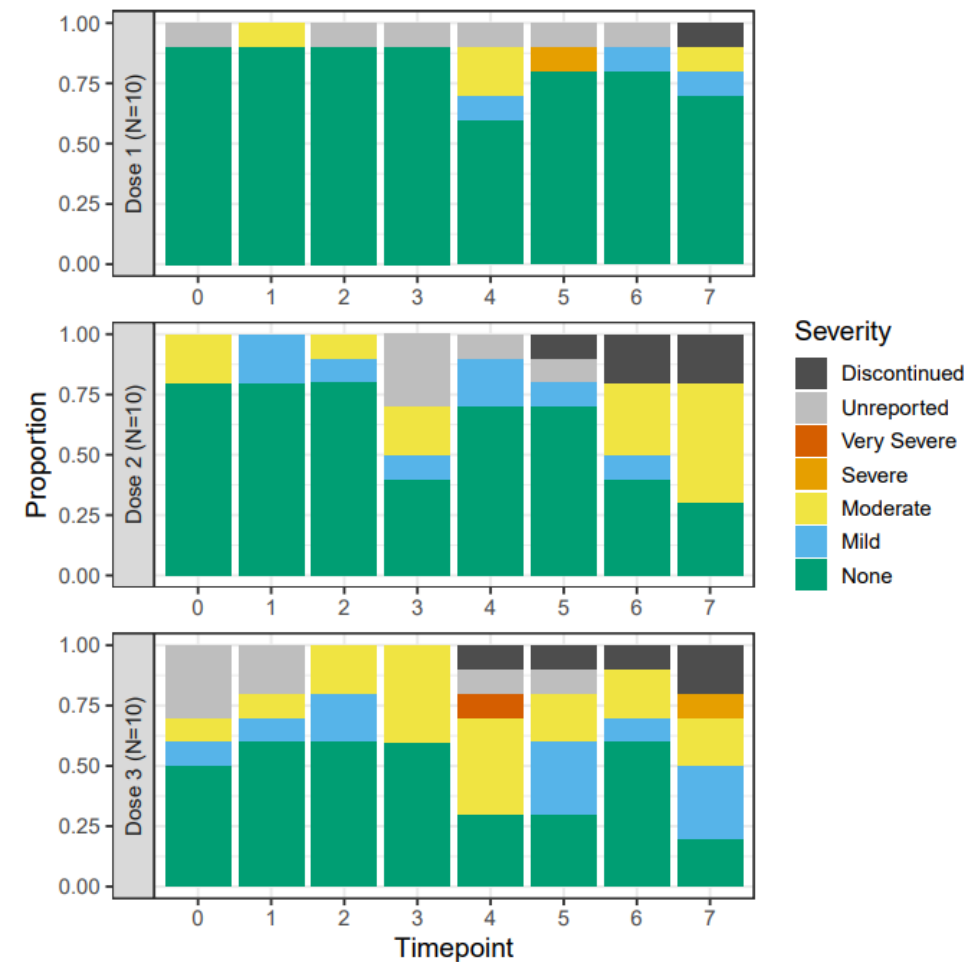 1.00
0.75
0.50
0.25
0.00
Dose 1 (N=10)
0 1 2 3 4 5 6 7
1.00
0.75
0.50
0.25
0.00
Dose 2 (N=10)
0 1 2 3 4 5 6 7
1.00
0.75
0.50
0.25
0.00
Dose 3 (N=10)
0 1 2 3 4 5 6 7
Proportion
Timepoint
Severity
Discontinued
Unreported
Very Severe
Severe
Moderate
Mild
None